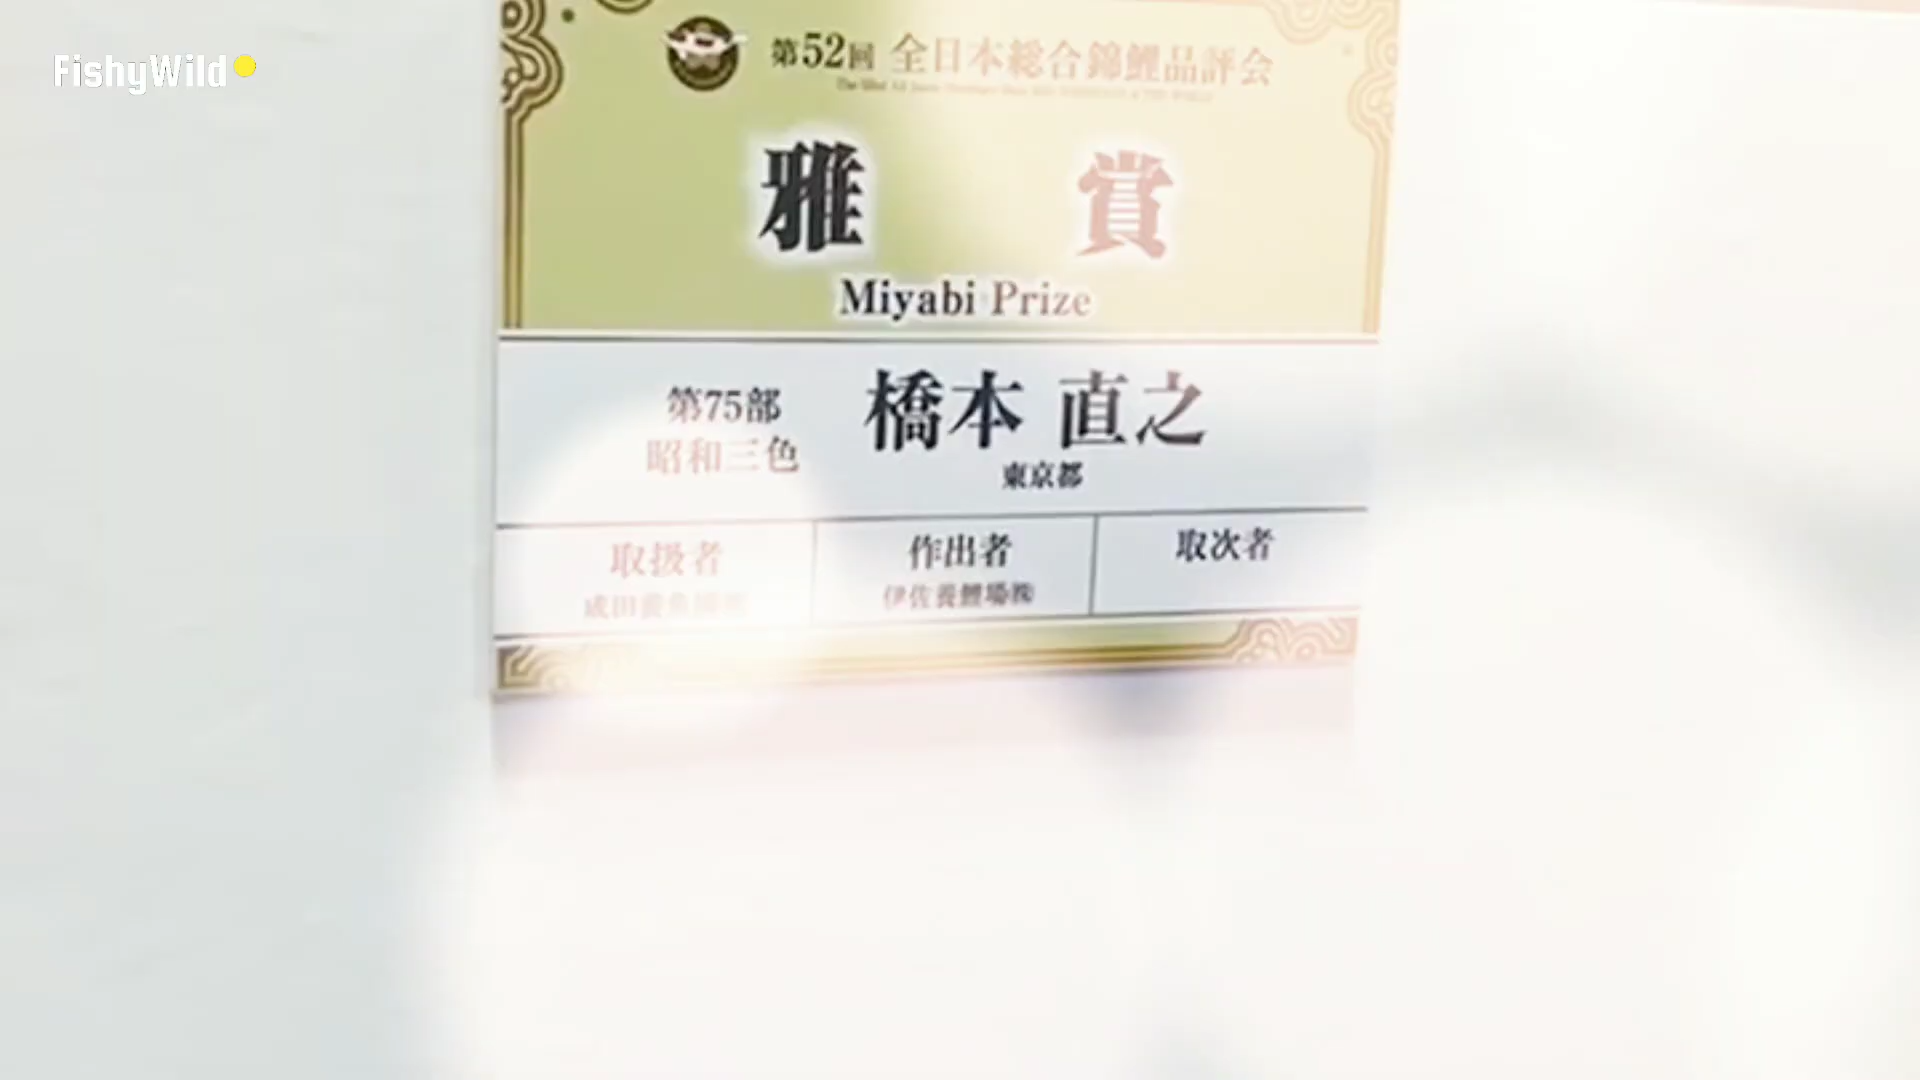 FishyWild
第52回 全日本総合錦鯉品評会
雅 賞
Miyabi Prize
第75部
昭和三色
橋本 直之
東京都
取扱者
作出者
取次者
伊佐養鯉場㈱